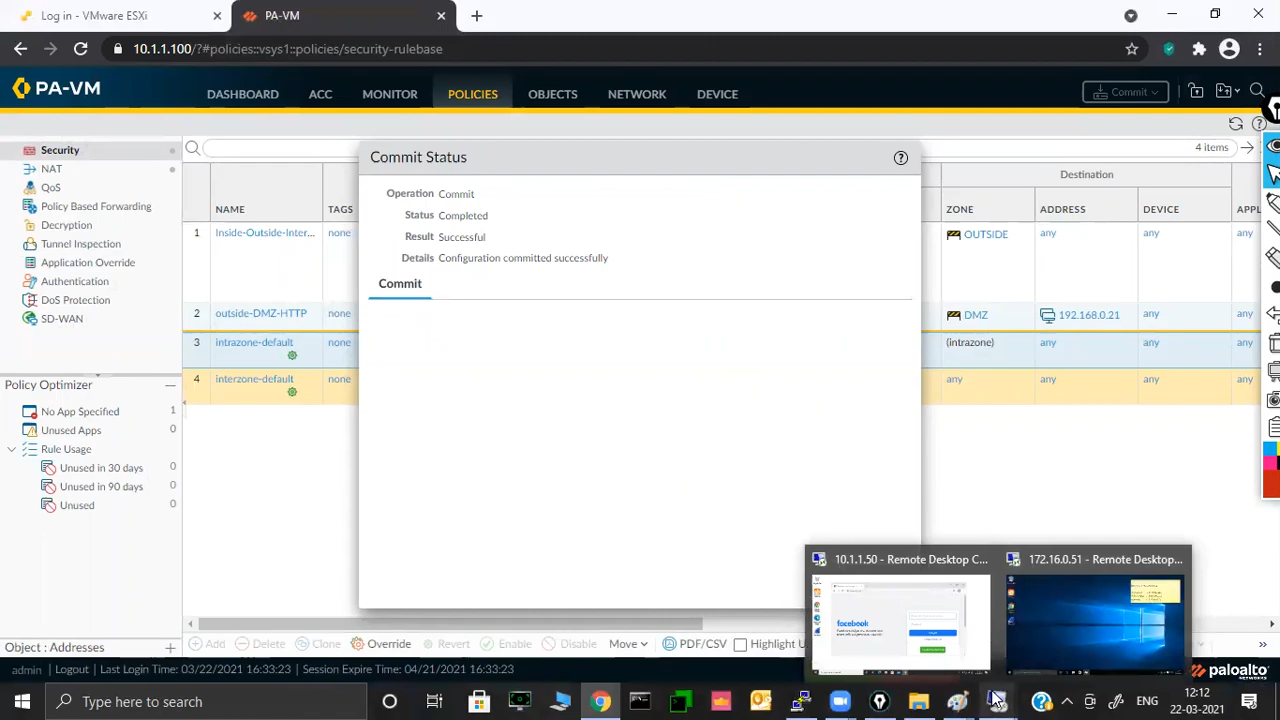 Log in - VMware ESXi
PA-VM
10.1.1.100/?#policies::vsys1::policies/security-rulebase
PA-VM
DASHBOARD
ACC
MONITOR
POLICIES
OBJECTS
NETWORK
DEVICE
Commit
Security
NAT
QoS
Policy Based Forwarding
Decryption
Tunnel Inspection
Application Override
Authentication
DoS Protection
SD-WAN
4 items
Destination
NAME
TAGS
ZONE
ADDRESS
DEVICE
APPL
1 Inside-Outside-Inter... none OUTSIDE any any any
2 outside-DMZ-HTTP none DMZ 192.168.0.21 any any
3 intrazone-default none (intrazone) any any any
4 interzone-default none any any any any
Commit Status
Operation Commit
Status Completed
Result Successful
Details Configuration committed successfully
Commit
Policy Optimizer
No App Specified 1
Unused Apps 0
Rule Usage
Unused in 30 days 0
Unused in 90 days 0
Unused 0
Object : Addresses
10.1.1.50 - Remote Desktop C...
172.16.0.51 - Remote Desktop...
facebook
Add
Delete
Clone
Override
Revert
Enable
Disable
Move
PDF/CSV
Highlight U
admin | Logout | Last Login Time: 03/22/2021 16:33:23 | Session Expire Time: 04/21/2021 16:33:23
paloalto
Type here to search
ENG
12:12
22-03-2021